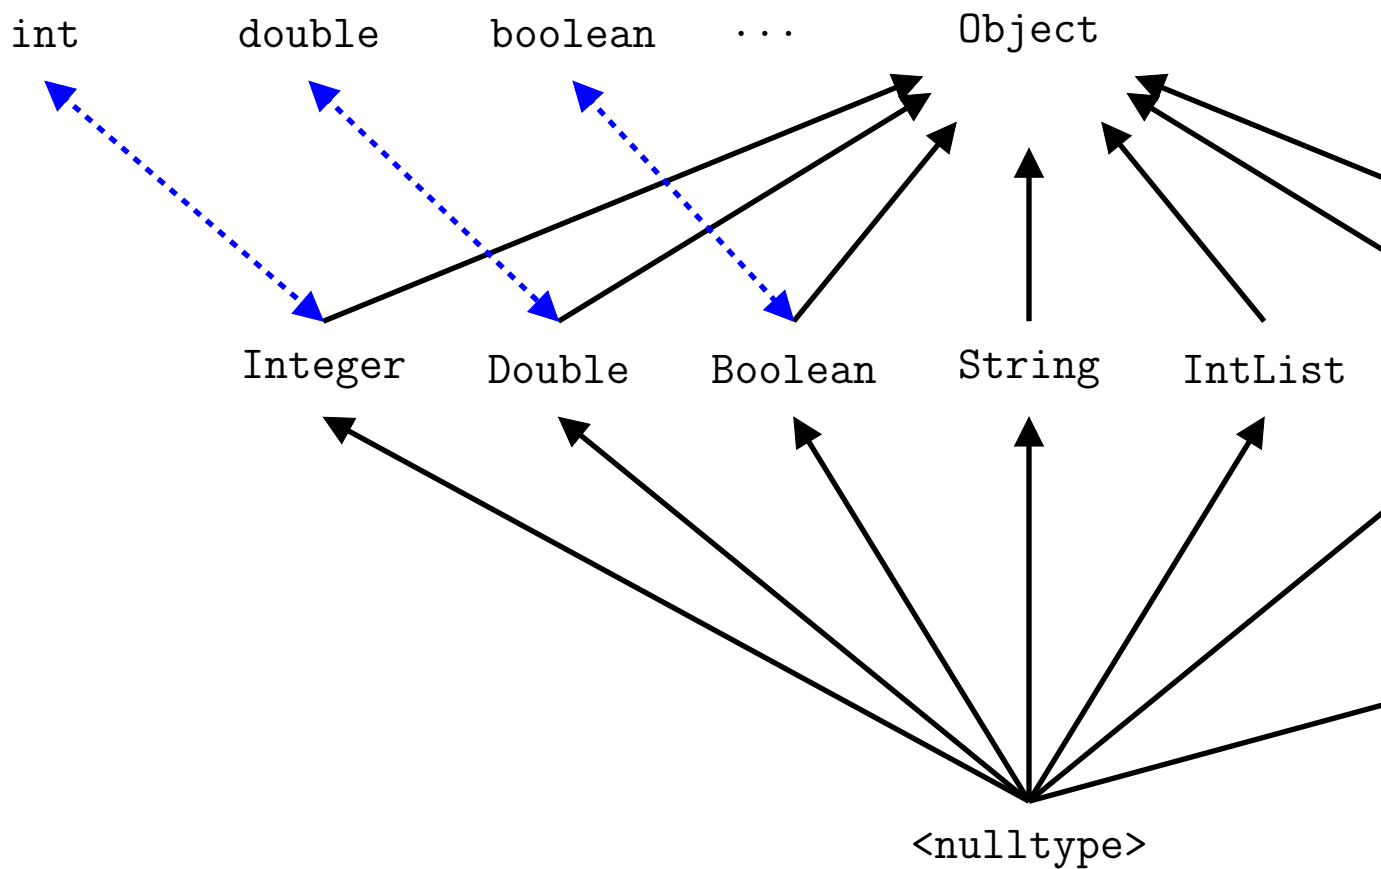 int double boolean ··· Object
Integer Double Boolean String IntList
<nulltype>